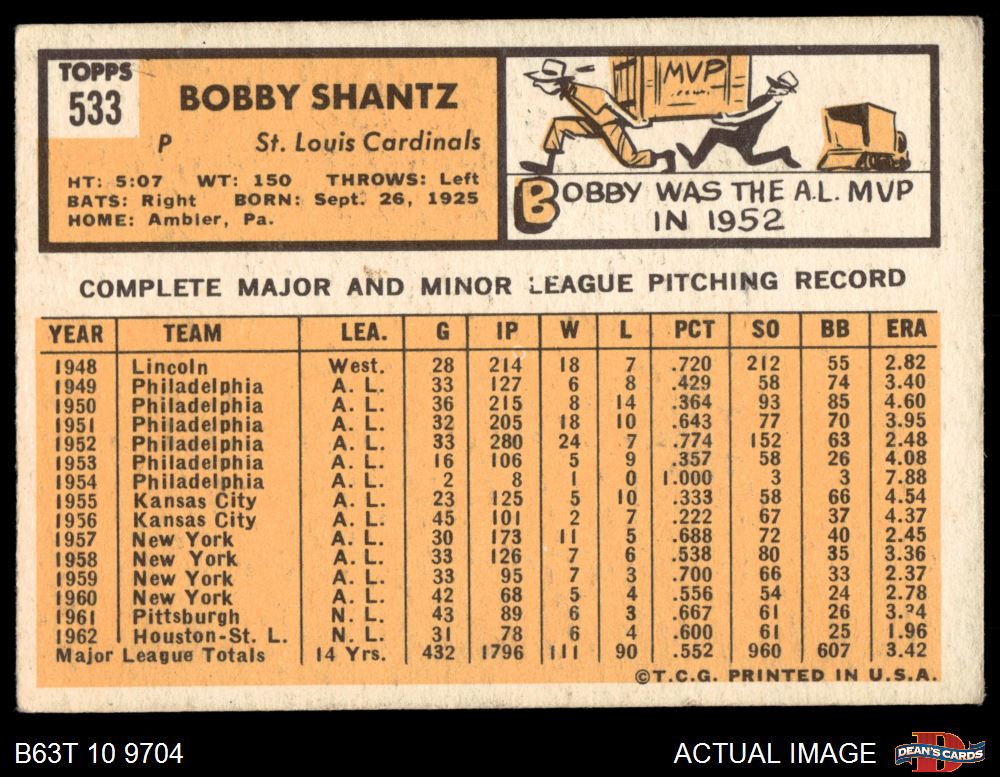 TOPPS
533
BOBBY SHANTZ
P St. Louis Cardinals
HT: 5:07 WT: 150 THROWS: Left
BATS: Right BORN: Sept. 26, 1925
HOME: Ambler, Pa.
MVP
BOBBY WAS THE A.L. MVP
IN 1952
COMPLETE MAJOR AND MINOR LEAGUE PITCHING RECORD
YEAR TEAM LEA. G IP W L PCT SO BB ERA
1948 Lincoln West. 28 214 18 7 .720 212 55 2.82
1949 Philadelphia A. L. 33 127 6 8 .429 58 74 3.40
1950 Philadelphia A. L. 36 215 8 14 .364 93 85 4.60
1951 Philadelphia A. L. 32 205 18 10 .643 77 70 3.95
1952 Philadelphia A. L. 33 280 24 7 .774 152 63 2.48
1953 Philadelphia A. L. 16 106 5 9 .357 58 26 4.08
1954 Philadelphia A. L. 2 8 1 0 1.000 3 3 7.88
1955 Kansas City A. L. 23 125 5 10 .333 58 66 4.54
1956 Kansas City A. L. 45 101 2 7 .222 67 37 4.37
1957 New York A. L. 30 173 11 5 .688 72 40 2.45
1958 New York A. L. 33 126 7 6 .538 80 35 3.36
1959 New York A. L. 33 95 7 3 .700 66 33 2.37
1960 New York A. L. 42 68 5 4 .556 54 24 2.78
1961 Pittsburgh N. L. 43 89 6 3 .667 61 26
1962 Houston-St. L. N. L. 31 78 6 4 .600 61 25 1.96
Major League Totals 14 Yrs. 432 1796 111 90 .552 960 607 3.42
©T.C.G. PRINTED IN U.S.A.
B63T 10 9704 ACTUAL IMAGE DEAN'S CARDS